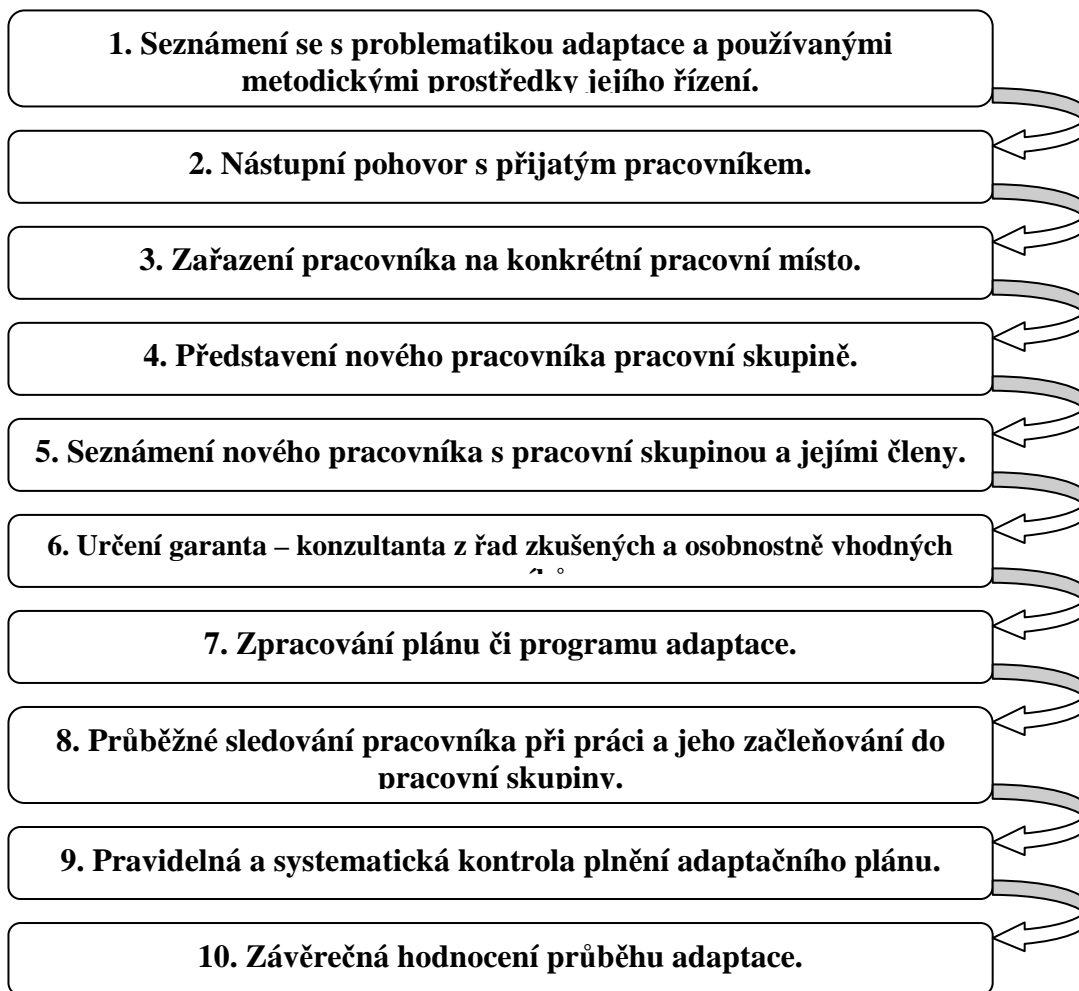 1. Seznámení se s problematikou adaptace a používanými
metodickými prostředky jejího řízení.
2. Nástupní pohovor s přijatým pracovníkem.
3. Zařazení pracovníka na konkrétní pracovní místo.
4. Představení nového pracovníka pracovní skupině.
5. Seznámení nového pracovníka s pracovní skupinou a jejími členy.
6. Určení garanta – konzultanta z řad zkušených a osobnostně vhodných
7. Zpracování plánu či programu adaptace.
8. Průběžné sledování pracovníka při práci a jeho začleňování do
pracovní skupiny.
9. Pravidelná a systematická kontrola plnění adaptačního plánu.
10. Závěrečná hodnocení průběhu adaptace.